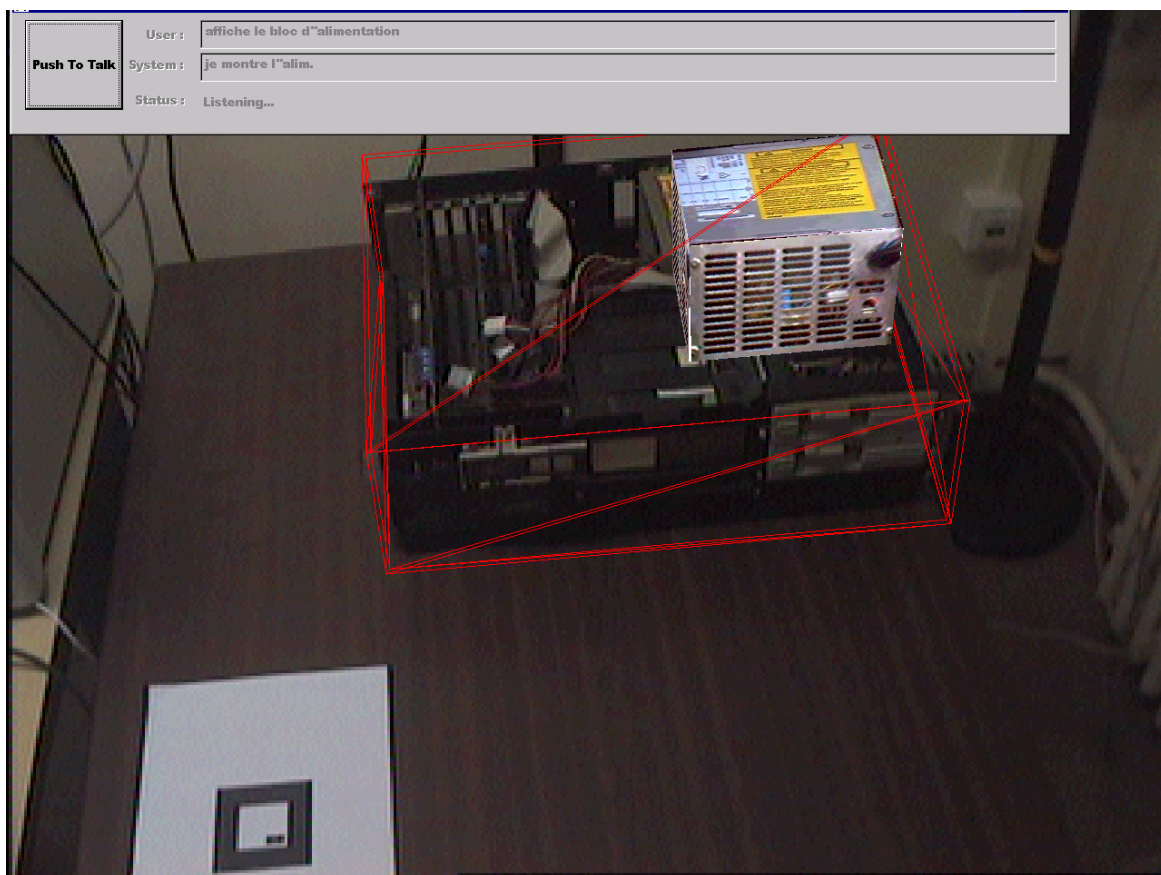 Push To Talk
User :
affiche le bloc d"alimentation
System :
je montre l"alim.
Status :
Listening...